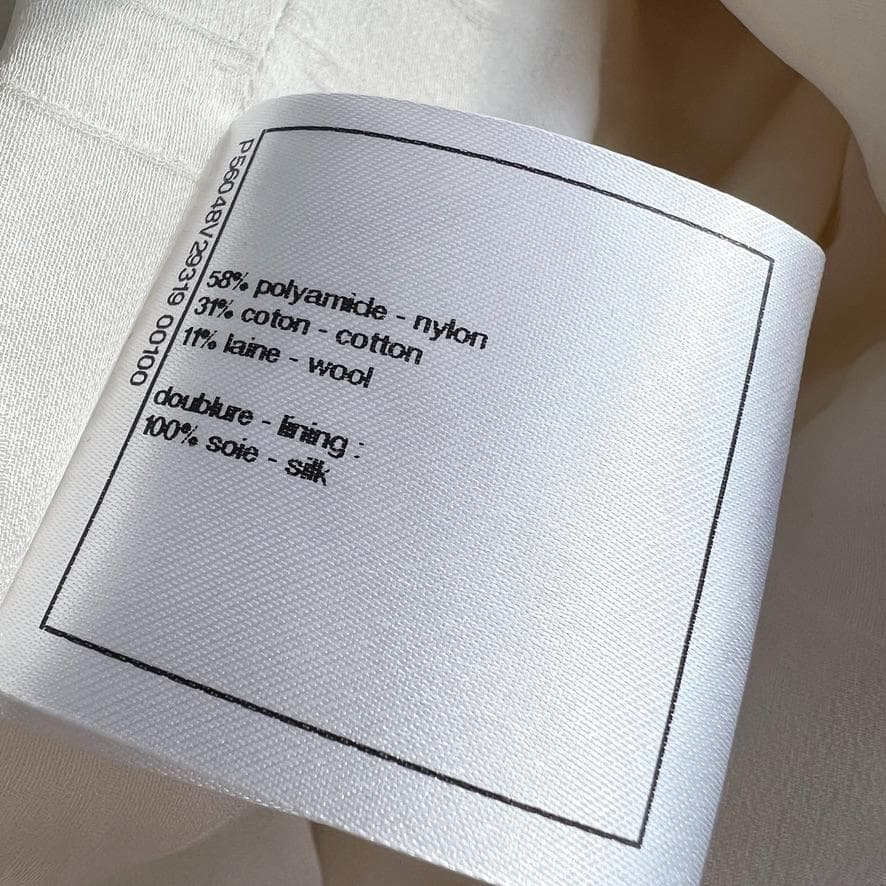 P56048V29319 00100
58% polyamide - nylon
31% coton - cotton
11% laine - wool
doublure - lining :
100% soie - silk